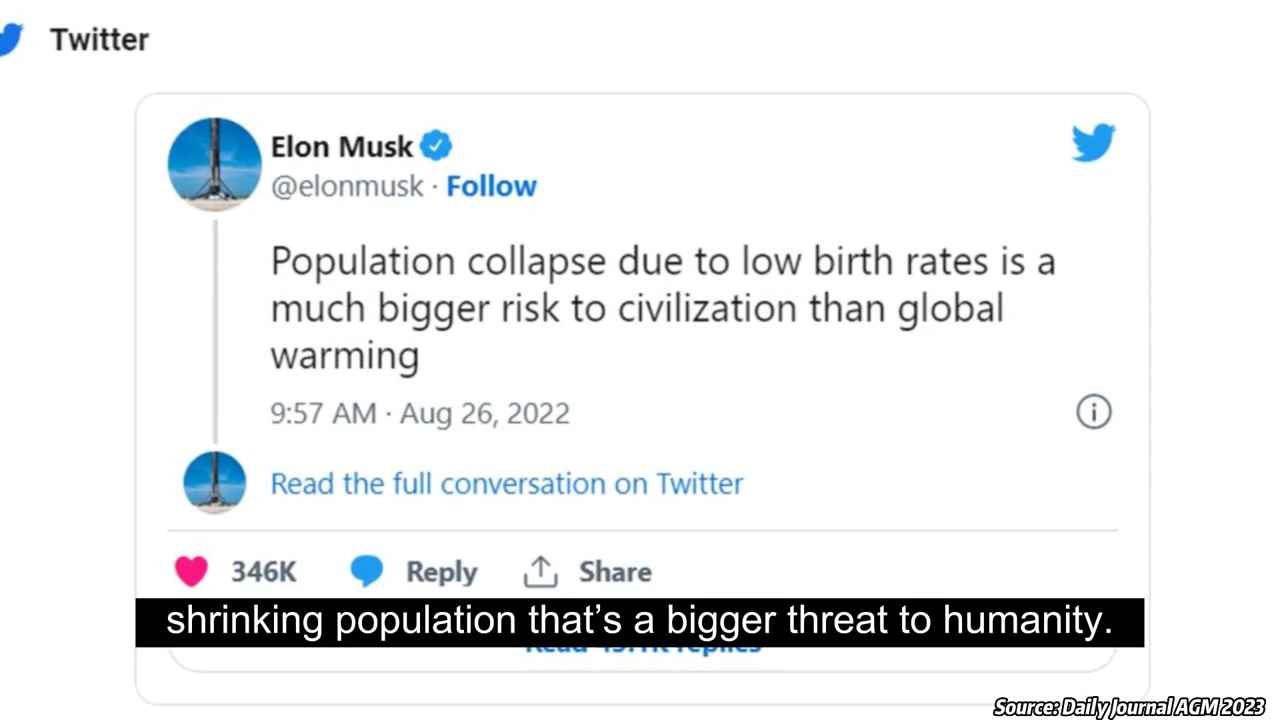 Twitter
Elon Musk
@elonmusk · Follow
Population collapse due to low birth rates is a
much bigger risk to civilization than global
warming
9:57 AM · Aug 26, 2022
Read the full conversation on Twitter
346K Reply Share
shrinking population that's a bigger threat to humanity.
Source: Daily Journal AGM 2023